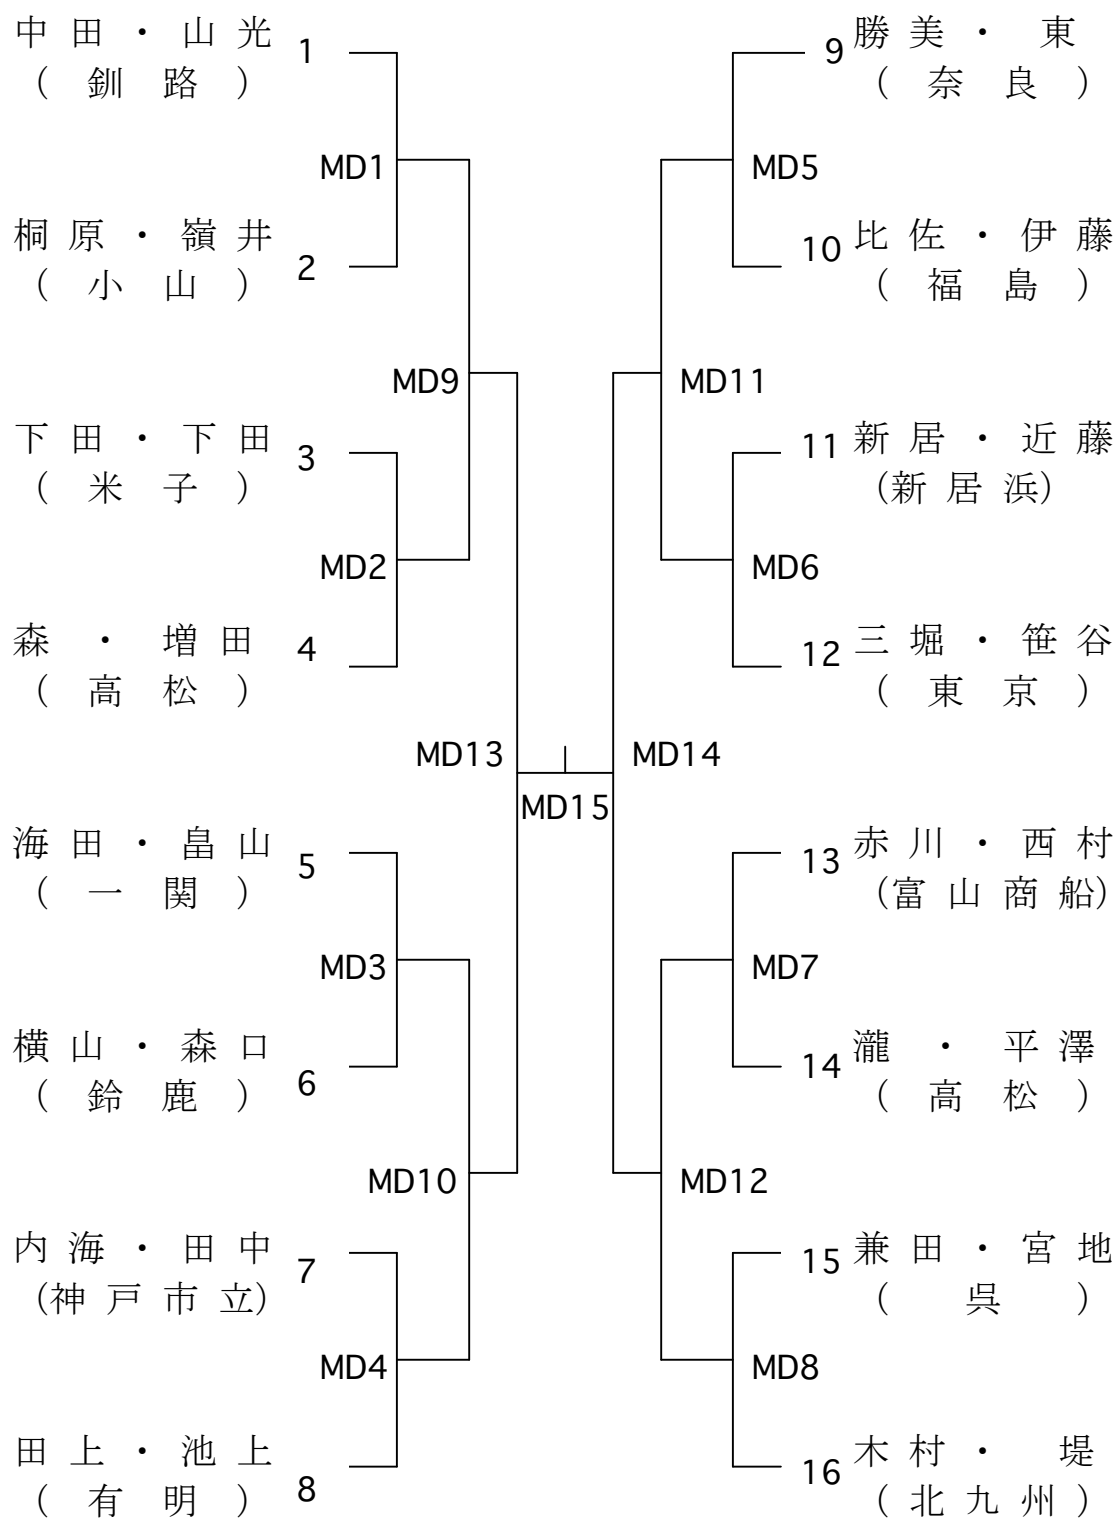 中田・山光 1
(釧路)
MD1
桐原・嶺井 2
(小山)
MD9
下田・下田 3
(米子)
MD2
森・増田 4
(高松)
MD13
海田・畠山 5
(一関)
MD3
横山・森口 6
(鈴鹿)
MD10
内海・田中 7
(神戸市立)
MD4
田上・池上 8
(有明)
MD15
9 勝美・東
(奈良)
MD5
10 比佐・伊藤
(福島)
MD11
11 新居・近藤
(新居浜)
MD6
12 三堀・笹谷
(東京)
MD14
13 赤川・西村
(富山商船)
MD7
14 瀧・平澤
(高松)
MD12
15 兼田・宮地
(呉)
MD8
16 木村・堤
(北九州)